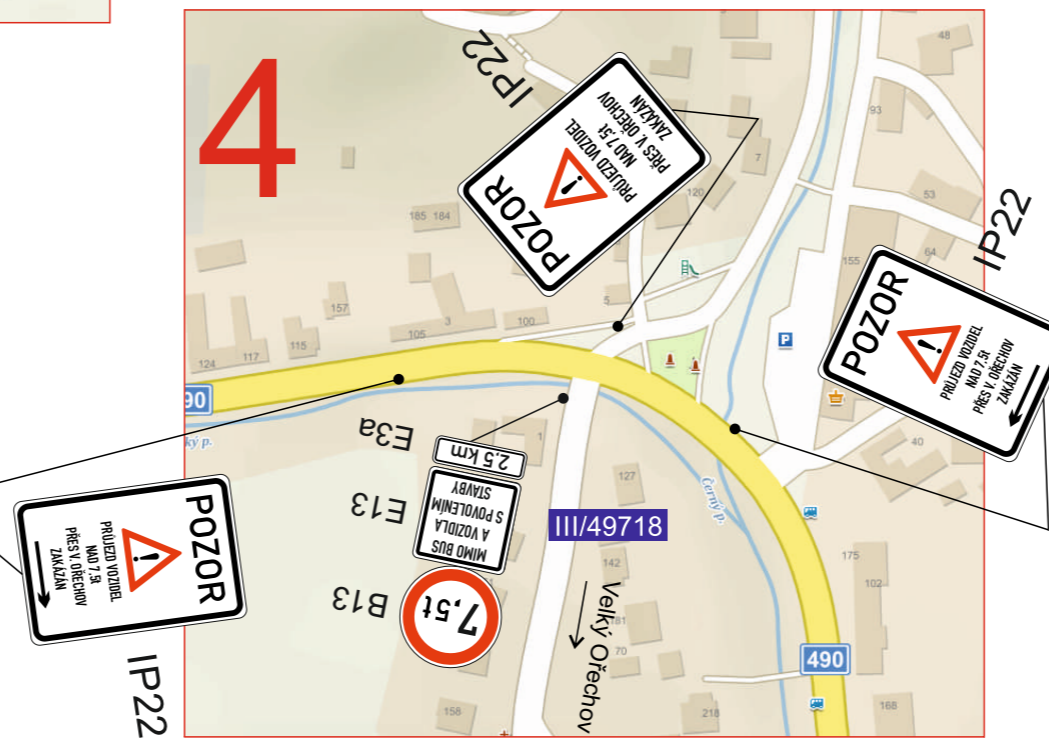 4
IP22
POZOR
PRŮJEZD VOZIDEL
NAD 7,5t
PŘES V. OŘECHOV
ZAKÁZÁN
IP22
POZOR
PRŮJEZD VOZIDEL
NAD 7,5t
PŘES V. OŘECHOV
ZAKÁZÁN
48
93
7
120
53
64
155
185 184
157
5
100
3
105
115
117
124
P
90
ký p.
E3a
2,5 km
1
E13
MIMO BUS
A VOZIDLA
S POVOLENÍM
STAVBY
B13
7,5t
127
III/49718
Černý p.
40
142
Velký Ořechov
70
175
102
490
158
218
168
POZOR
PRŮJEZD VOZIDEL
NAD 7,5t
PŘES V. OŘECHOV
ZAKÁZÁN
IP22